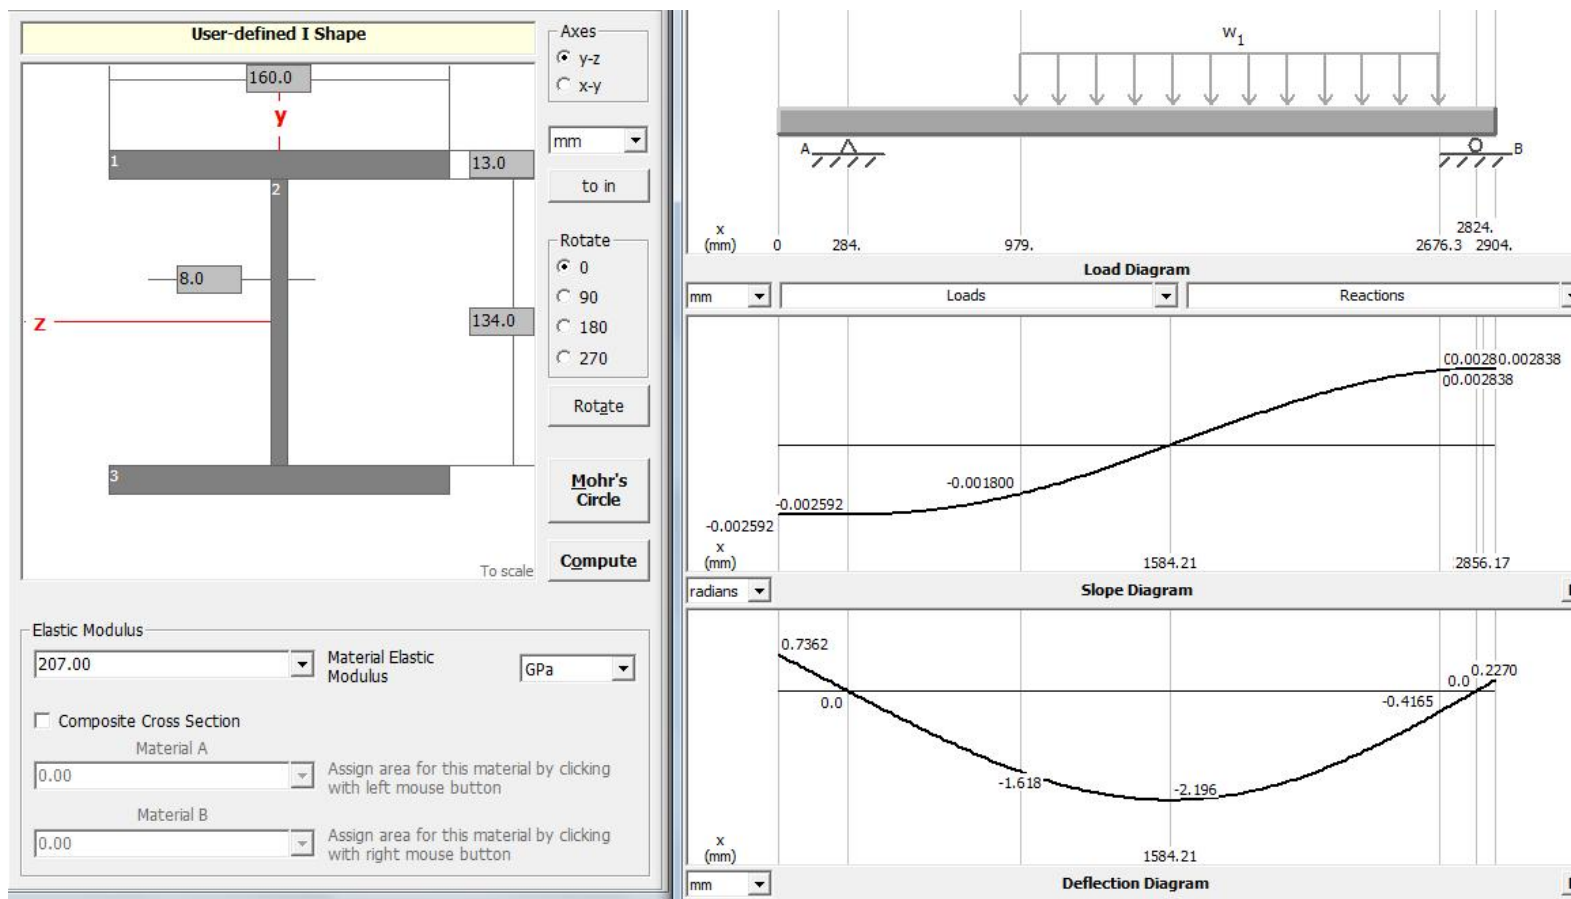 User-defined I Shape
160.0
y
1
13.0
2
8.0
z
134.0
3
To scale
Axes
y-z
x-y
mm
to in
Rotate
0
90
180
270
Rotate
Mohr's
Circle
Compute
Elastic Modulus
207.00
Material Elastic
Modulus
GPa
Composite Cross Section
Material A
0.00
Assign area for this material by clicking
with left mouse button
Material B
0.00
Assign area for this material by clicking
with right mouse button
w1
A
B
x
(mm)
0
284.
979.
2676.3
2824.
2904.
Load Diagram
mm
Loads
Reactions
0.002838
0.002838
-0.001800
-0.002592
-0.002592
x
(mm)
1584.21
2856.17
radians
Slope Diagram
0.7362
0.0
-1.618
-2.196
-0.4165
0.0
0.2270
x
(mm)
1584.21
mm
Deflection Diagram